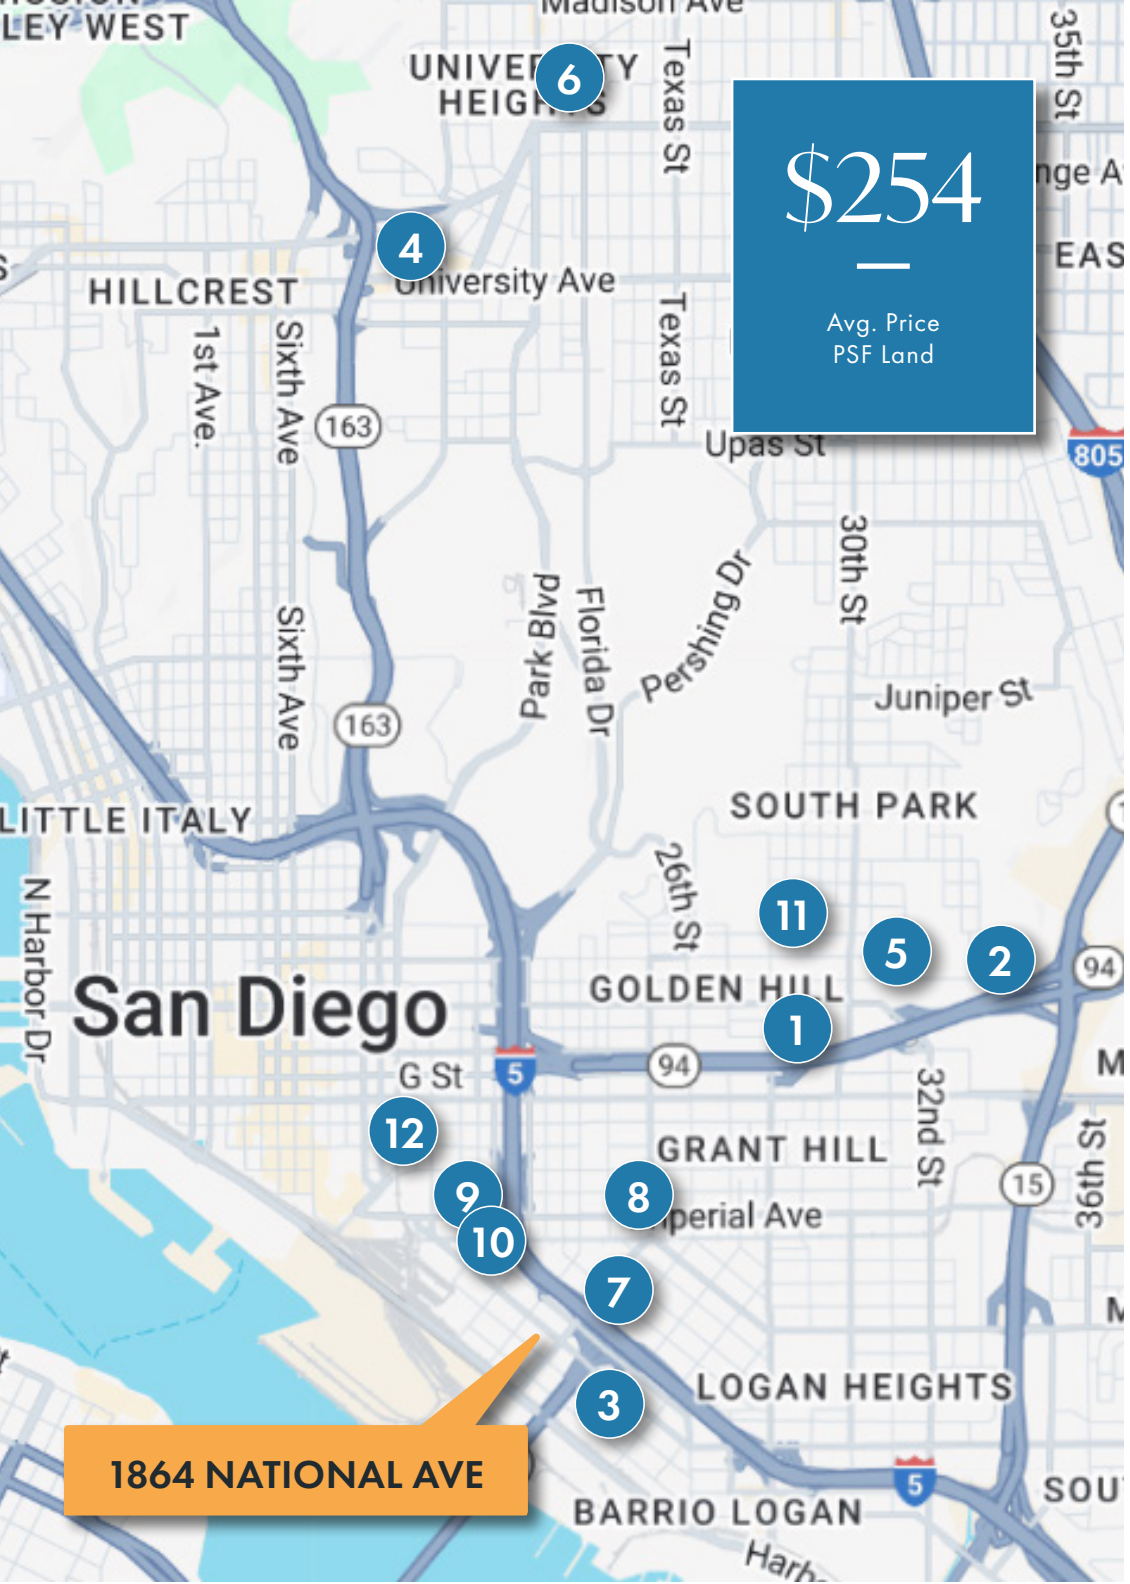 Madison Ave
LEY WEST
UNIVERSITY
HEIGHTS
6
Texas St
35th St
$254
Avg. Price
PSF Land
nge A
EAS
4
University Ave
HILLCREST
1st Ave.
Sixth Ave
Texas St
163
Upas St
805
30th St
Sixth Ave
Park Blvd
Florida Dr
Pershing Dr
Juniper St
163
SOUTH PARK
LITTLE ITALY
26th St
N Harbor Dr
11
5
2
94
San Diego
GOLDEN HILL
1
94
5
G St
32nd St
M
12
GRANT HILL
36th St
15
9
8
perial Ave
10
7
M
LOGAN HEIGHTS
3
1864 NATIONAL AVE
5
SOU
BARRIO LOGAN
Harb